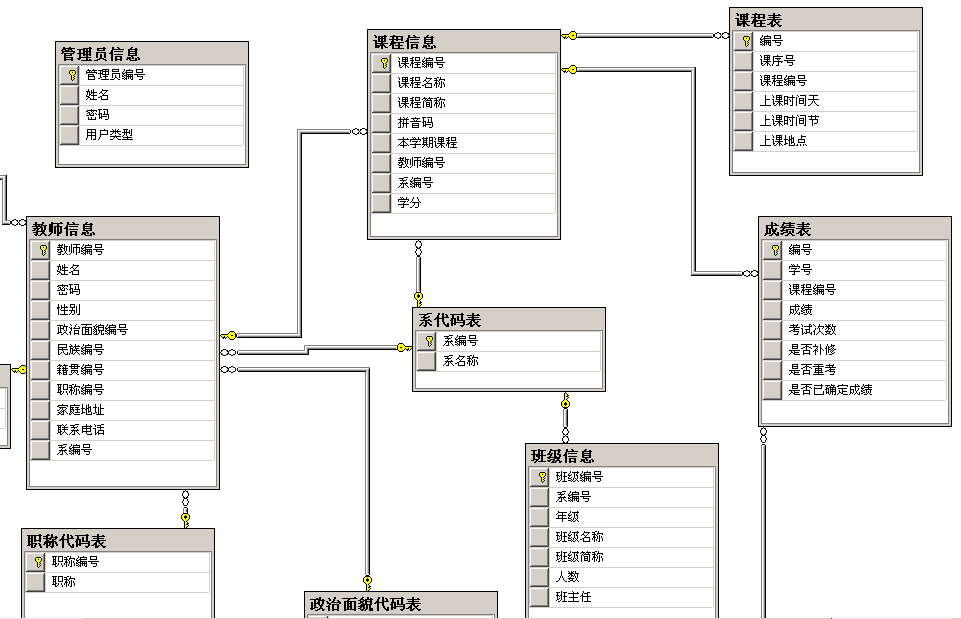 管理员信息
管理员编号
姓名
密码
用户类型
课程信息
课程编号
课程名称
课程简称
拼音码
本学期课程
教师编号
系编号
学分
课程表
编号
课序号
课程编号
上课时间天
上课时间节
上课地点
教师信息
教师编号
姓名
密码
性别
政治面貌编号
民族编号
籍贯编号
职称编号
家庭地址
联系电话
系编号
成绩表
编号
学号
课程编号
成绩
考试次数
是否补修
是否重考
是否已确定成绩
系代码表
系编号
系名称
班级信息
班级编号
系编号
年级
班级名称
班级简称
人数
班主任
职称代码表
职称编号
职称
政治面貌代码表